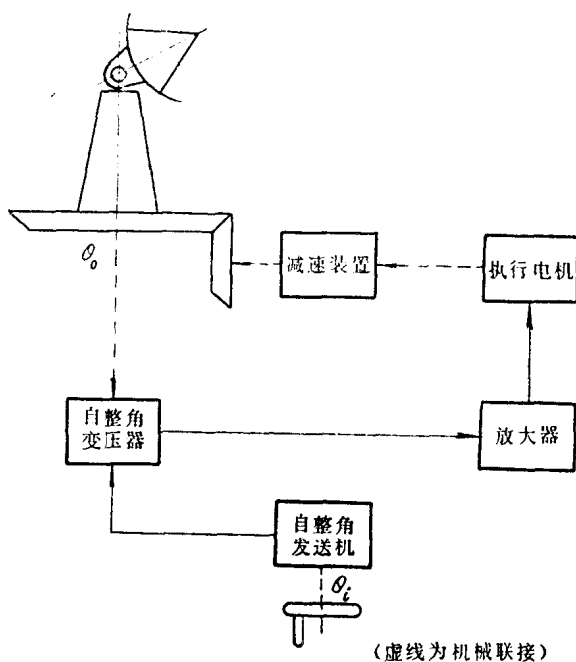 θo
减速装置
执行电机
自整角
变压器
放大器
自整角
发送机
θi
(虚线为机械联接)